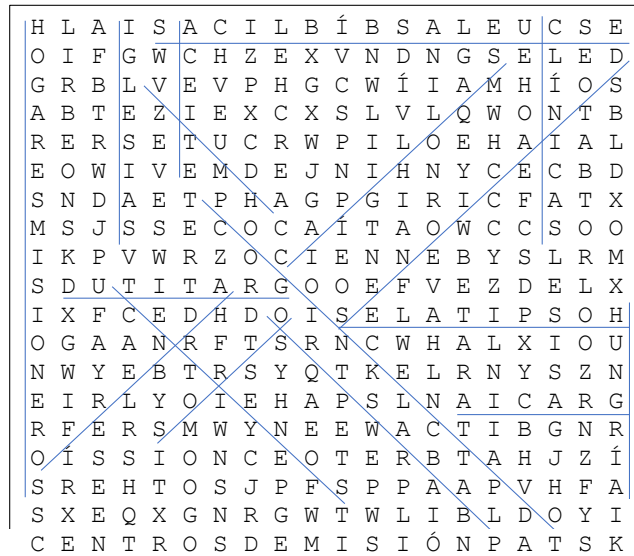 H L A I S A C I L B Í B S A L E U C S E
O I F G W C H Z E X V N D N G S E L E D
G R B L V E V P H G C W Í I A M H Í O S
A B T E Z I E X C X S L V L Q W O N T B
R E R S E T U C R W P I L O E H A I A L
E O W I V E M D E J N I H N Y C E C B D
S N D A E T P H A G P G I R I C F A T X
M S J S S E C O C A Í T A O W C C S O O
I K P V W R Z O C I E N N E B Y S L R M
S D U T I T A R G O O E F V E Z D E L X
I X F C E D H D O I S E L A T I P S O H
O G A A N R F T S R N C W H A L X I O U
N W Y E B T R S Y Q T K E L R N Y S Z N
E I R L Y O I E H A P S L N A I C A R G
R F E R S M W Y N E E W A C T I B G N R
O Í S S I O N C E O T E R B T A H J Z Í
S R E H T O S J P F S P P A A P V H F A
S X E Q X G N R G W T W L I B L D O Y I
C E N T R O S D E M I S I Ó N P A T S K